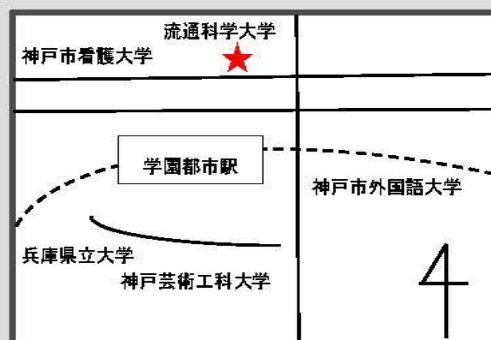 流通科学大学
神戸市看護大学
学園都市駅
神戸市外国語大学
兵庫県立大学
神戸芸術工科大学